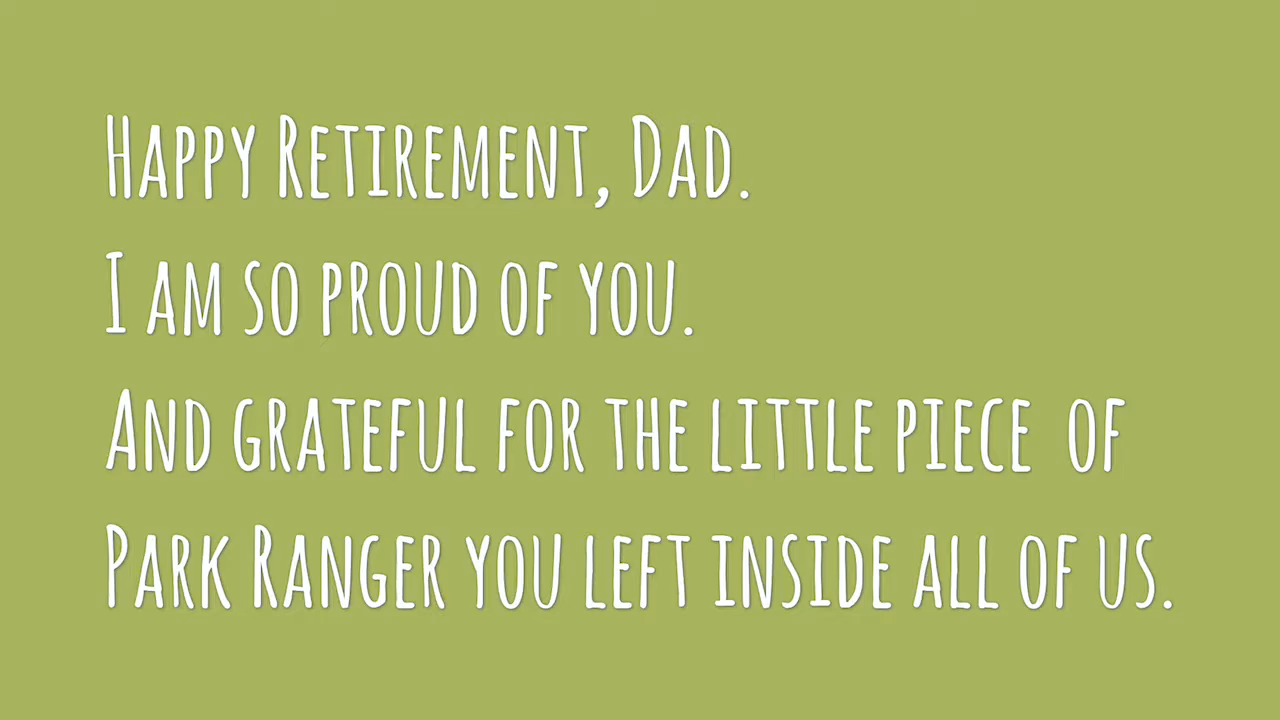 Happy Retirement, Dad.
I am so proud of you.
And grateful for the little piece  of
Park Ranger you left inside all of us.